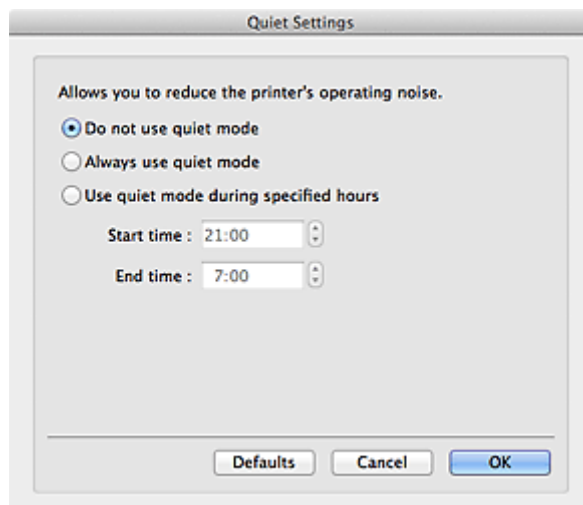 Quiet Settings
Allows you to reduce the printer's operating noise.
Do not use quiet mode
Always use quiet mode
Use quiet mode during specified hours
Start time : 21:00
End time : 7:00
Defaults Cancel OK